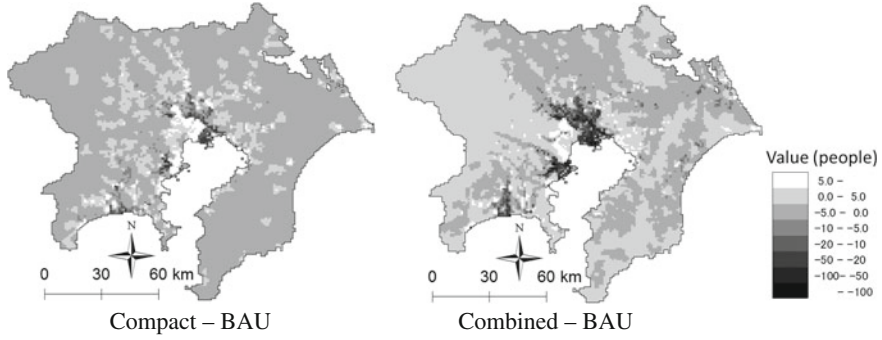 Value (people)
5.0 -
0.0 - 5.0
-5.0 - 0.0
-10 - -5.0
-20 - -10
-50 - -20
-100 - -50
- -100
N
0 30 60 km
N
0 30 60 km
Compact – BAU
Combined – BAU